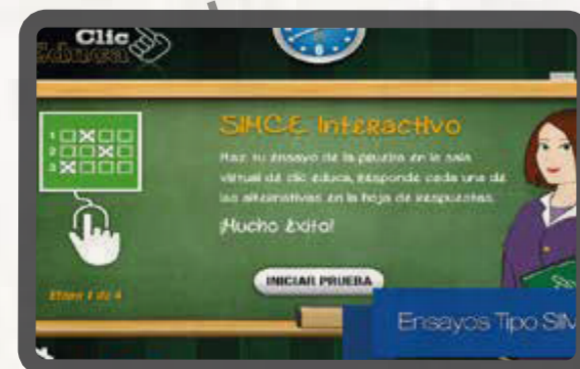 Clic
Educa
SIMCE Interactivo
Haz tu ensayo de la prueba en la sala
virtual de clic educa, responde cada una de
las alternativas en la hoja de respuestas.
¡Mucho éxito!
INICIAR PRUEBA
Etapa 1 de 4
Ensayos Tipo SIM